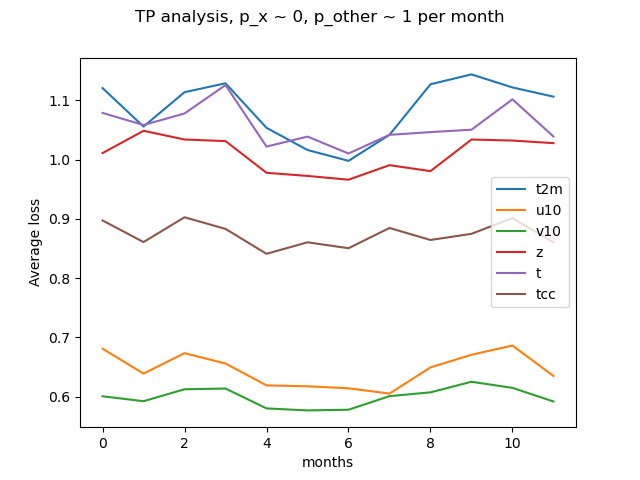 TP analysis, p_x ~ 0, p_other ~ 1 per month
Average loss
1.1
1.0
0.9
0.8
0.7
0.6
t2m
u10
v10
z
t
tcc
0 2 4 6 8 10
months